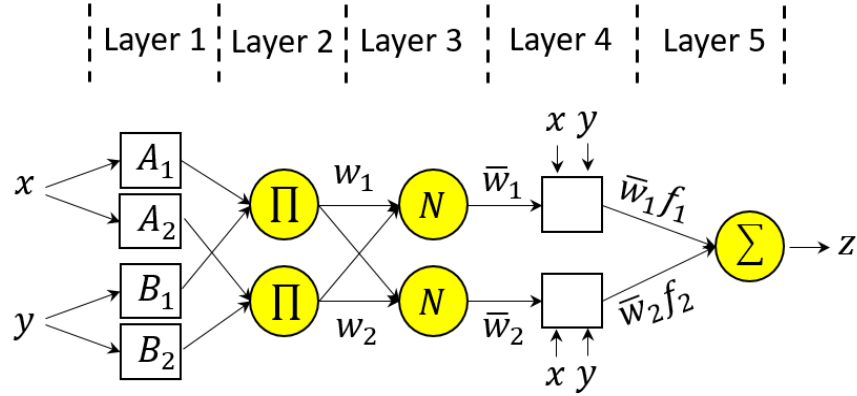 Layer 1 Layer 2 Layer 3 Layer 4 Layer 5
x y
A₁ w₁ w̅₁ w̅₁f₁
x ∏ N
A₂ ∑ z
B₁ ∏ N
y w̅₂f₂
B₂ w₂ w̅₂
x y